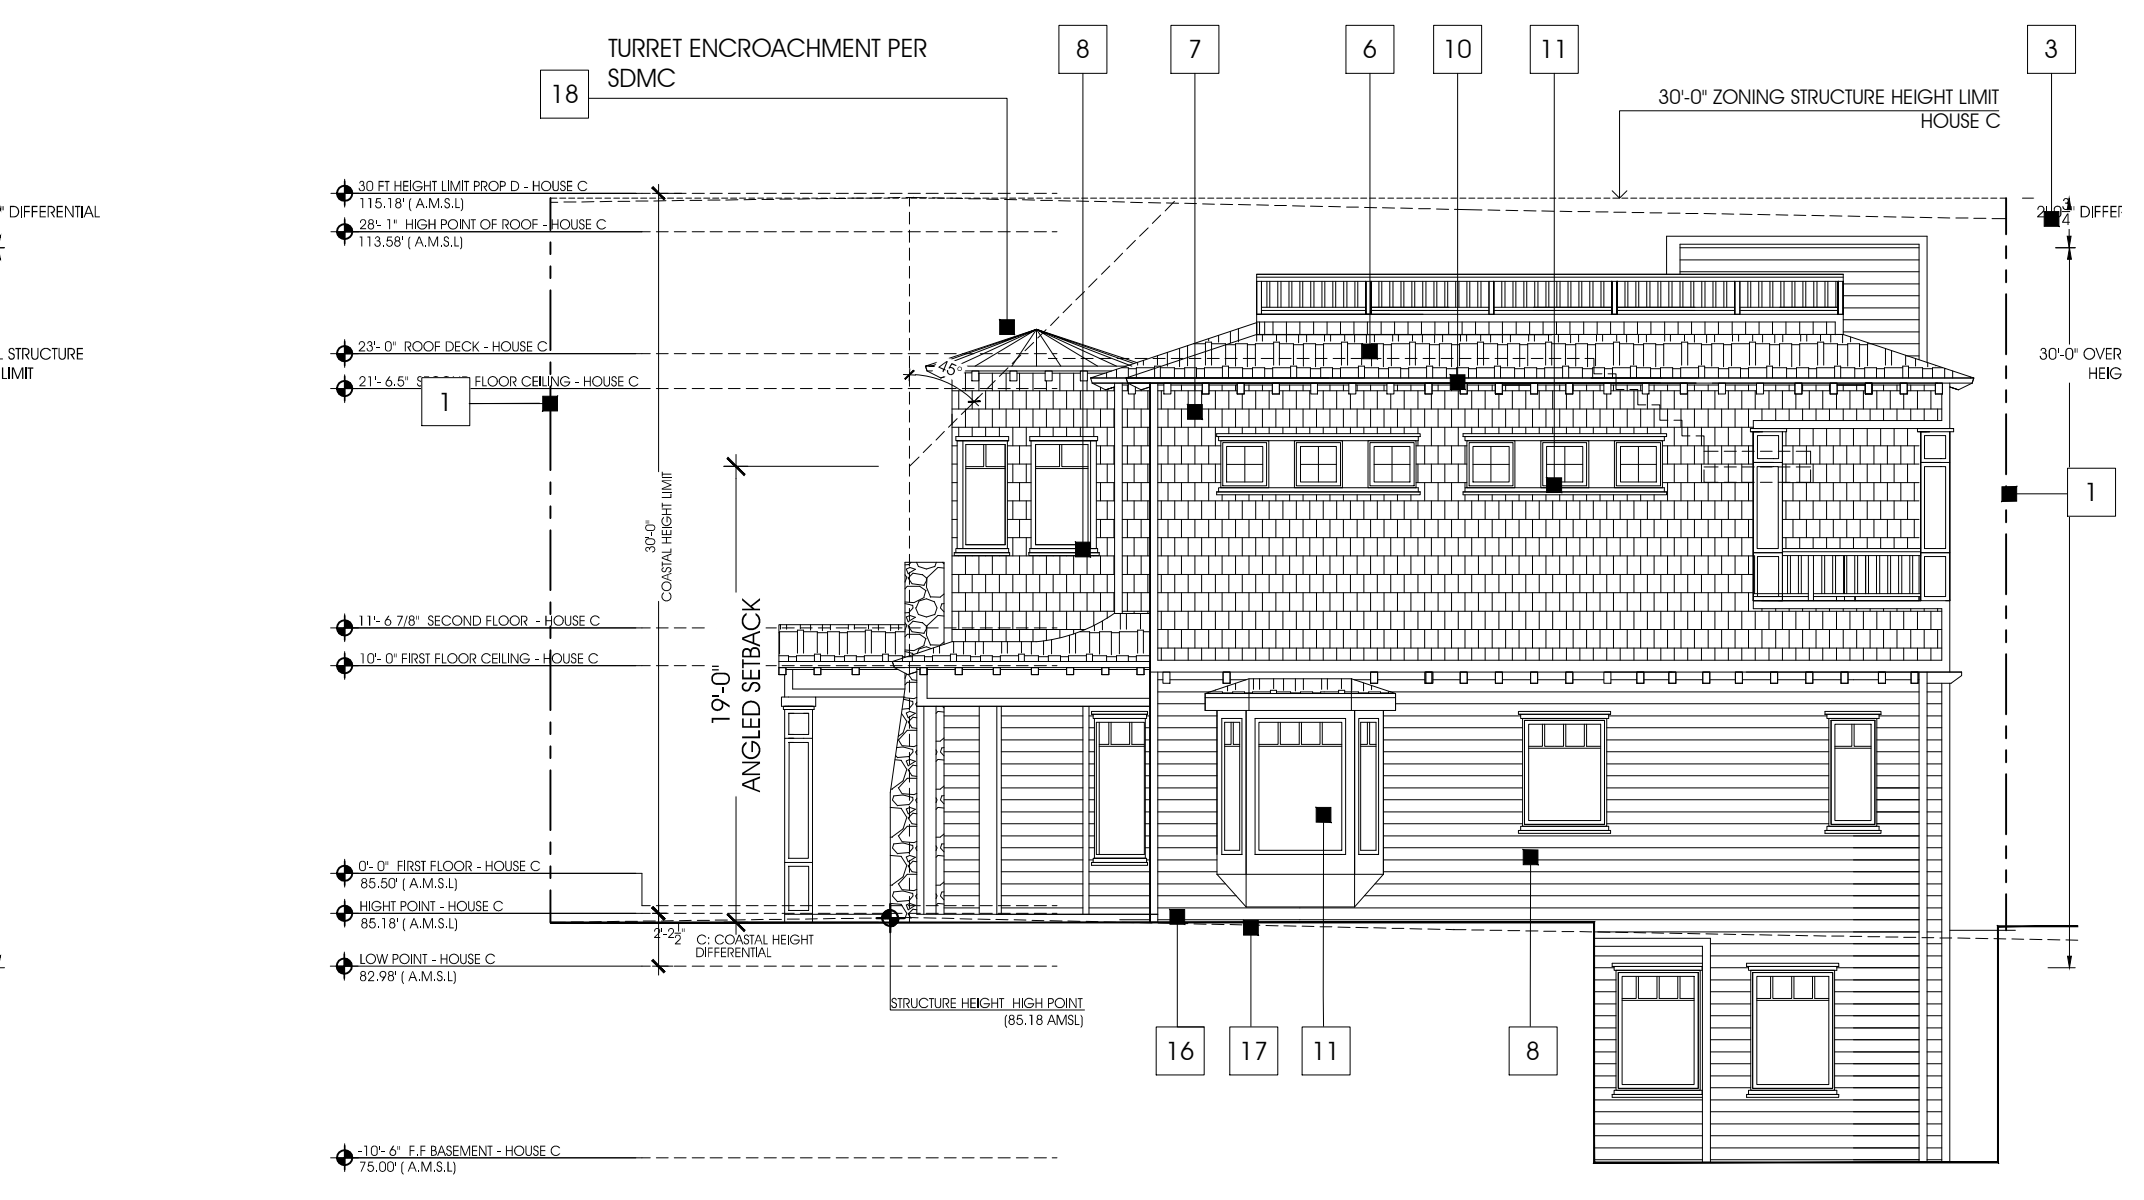 TURRET ENCROACHMENT PER
SDMC
18
8
7
6
10
11
3
30'-0" ZONING STRUCTURE HEIGHT LIMIT
HOUSE C
30 FT HEIGHT LIMIT PROP D - HOUSE C
115.18' ( A.M.S.L)
" DIFFERENTIAL
28'- 1" HIGH POINT OF ROOF - HOUSE C
113.58' ( A.M.S.L)
DIFFER
23'- 0" ROOF DECK - HOUSE C
STRUCTURE
LIMIT
30'-0" OVER
HEIG
45°
21'- 6.5" SECOND FLOOR CEILING - HOUSE C
1
1
30'-0"
COASTAL HEIGHT LIMIT
19'-0"
ANGLED SETBACK
11'- 6 7/8" SECOND FLOOR - HOUSE C
10'- 0" FIRST FLOOR CEILING - HOUSE C
0'- 0" FIRST FLOOR - HOUSE C
85.50' ( A.M.S.L)
HIGHT POINT - HOUSE C
85.18' ( A.M.S.L)
2'-2 1/2"
C: COASTAL HEIGHT
DIFFERENTIAL
LOW POINT - HOUSE C
82.98' ( A.M.S.L)
STRUCTURE HEIGHT HIGH POINT
(85.18 AMSL)
16
17
11
8
-10'- 6" F.F BASEMENT - HOUSE C
75.00' ( A.M.S.L)